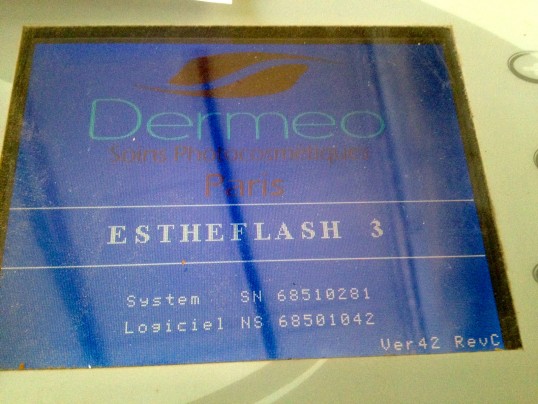 Dermeo
Soins Photocosmétiques
Paris
ESTHEFLASH 3
System SN 68510281
Logiciel NS 68501042
Ver42 RevC